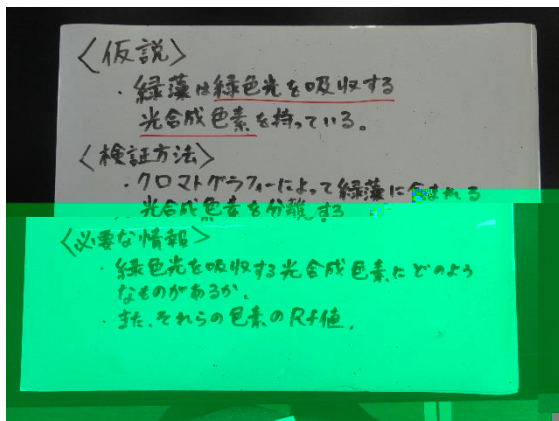 〈仮説〉
・緑藻は緑色光を吸収する
光合成色素を持っている。
〈検証方法〉
・クロマトグラフィーによって緑藻に含まれる
光合成色素を分離する
〈必要な情報〉
・緑色光を吸収する光合成色素にどのよう
なものがあるか、
・また、それらの色素のRf値。